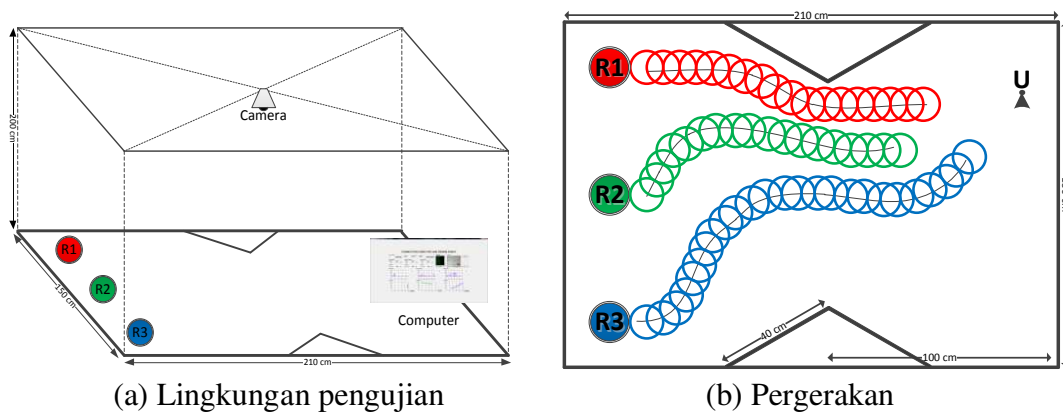 200 cm
Camera
R1
R2
R3
150 cm
Computer
210 cm
(a) Lingkungan pengujian
210 cm
R1
R2
R3
U
40 cm
100 cm
(b) Pergerakan